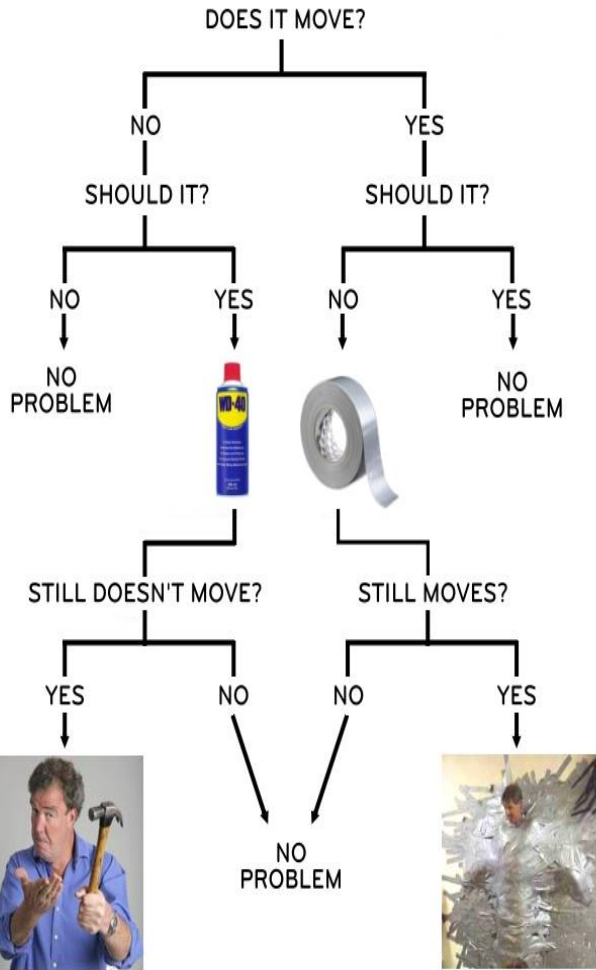 DOES IT MOVE?
NO
YES
SHOULD IT?
SHOULD IT?
NO
YES
NO
YES
NO
PROBLEM
WD-40
NO
PROBLEM
STILL DOESN'T MOVE?
STILL MOVES?
YES
NO
NO
YES
NO
PROBLEM